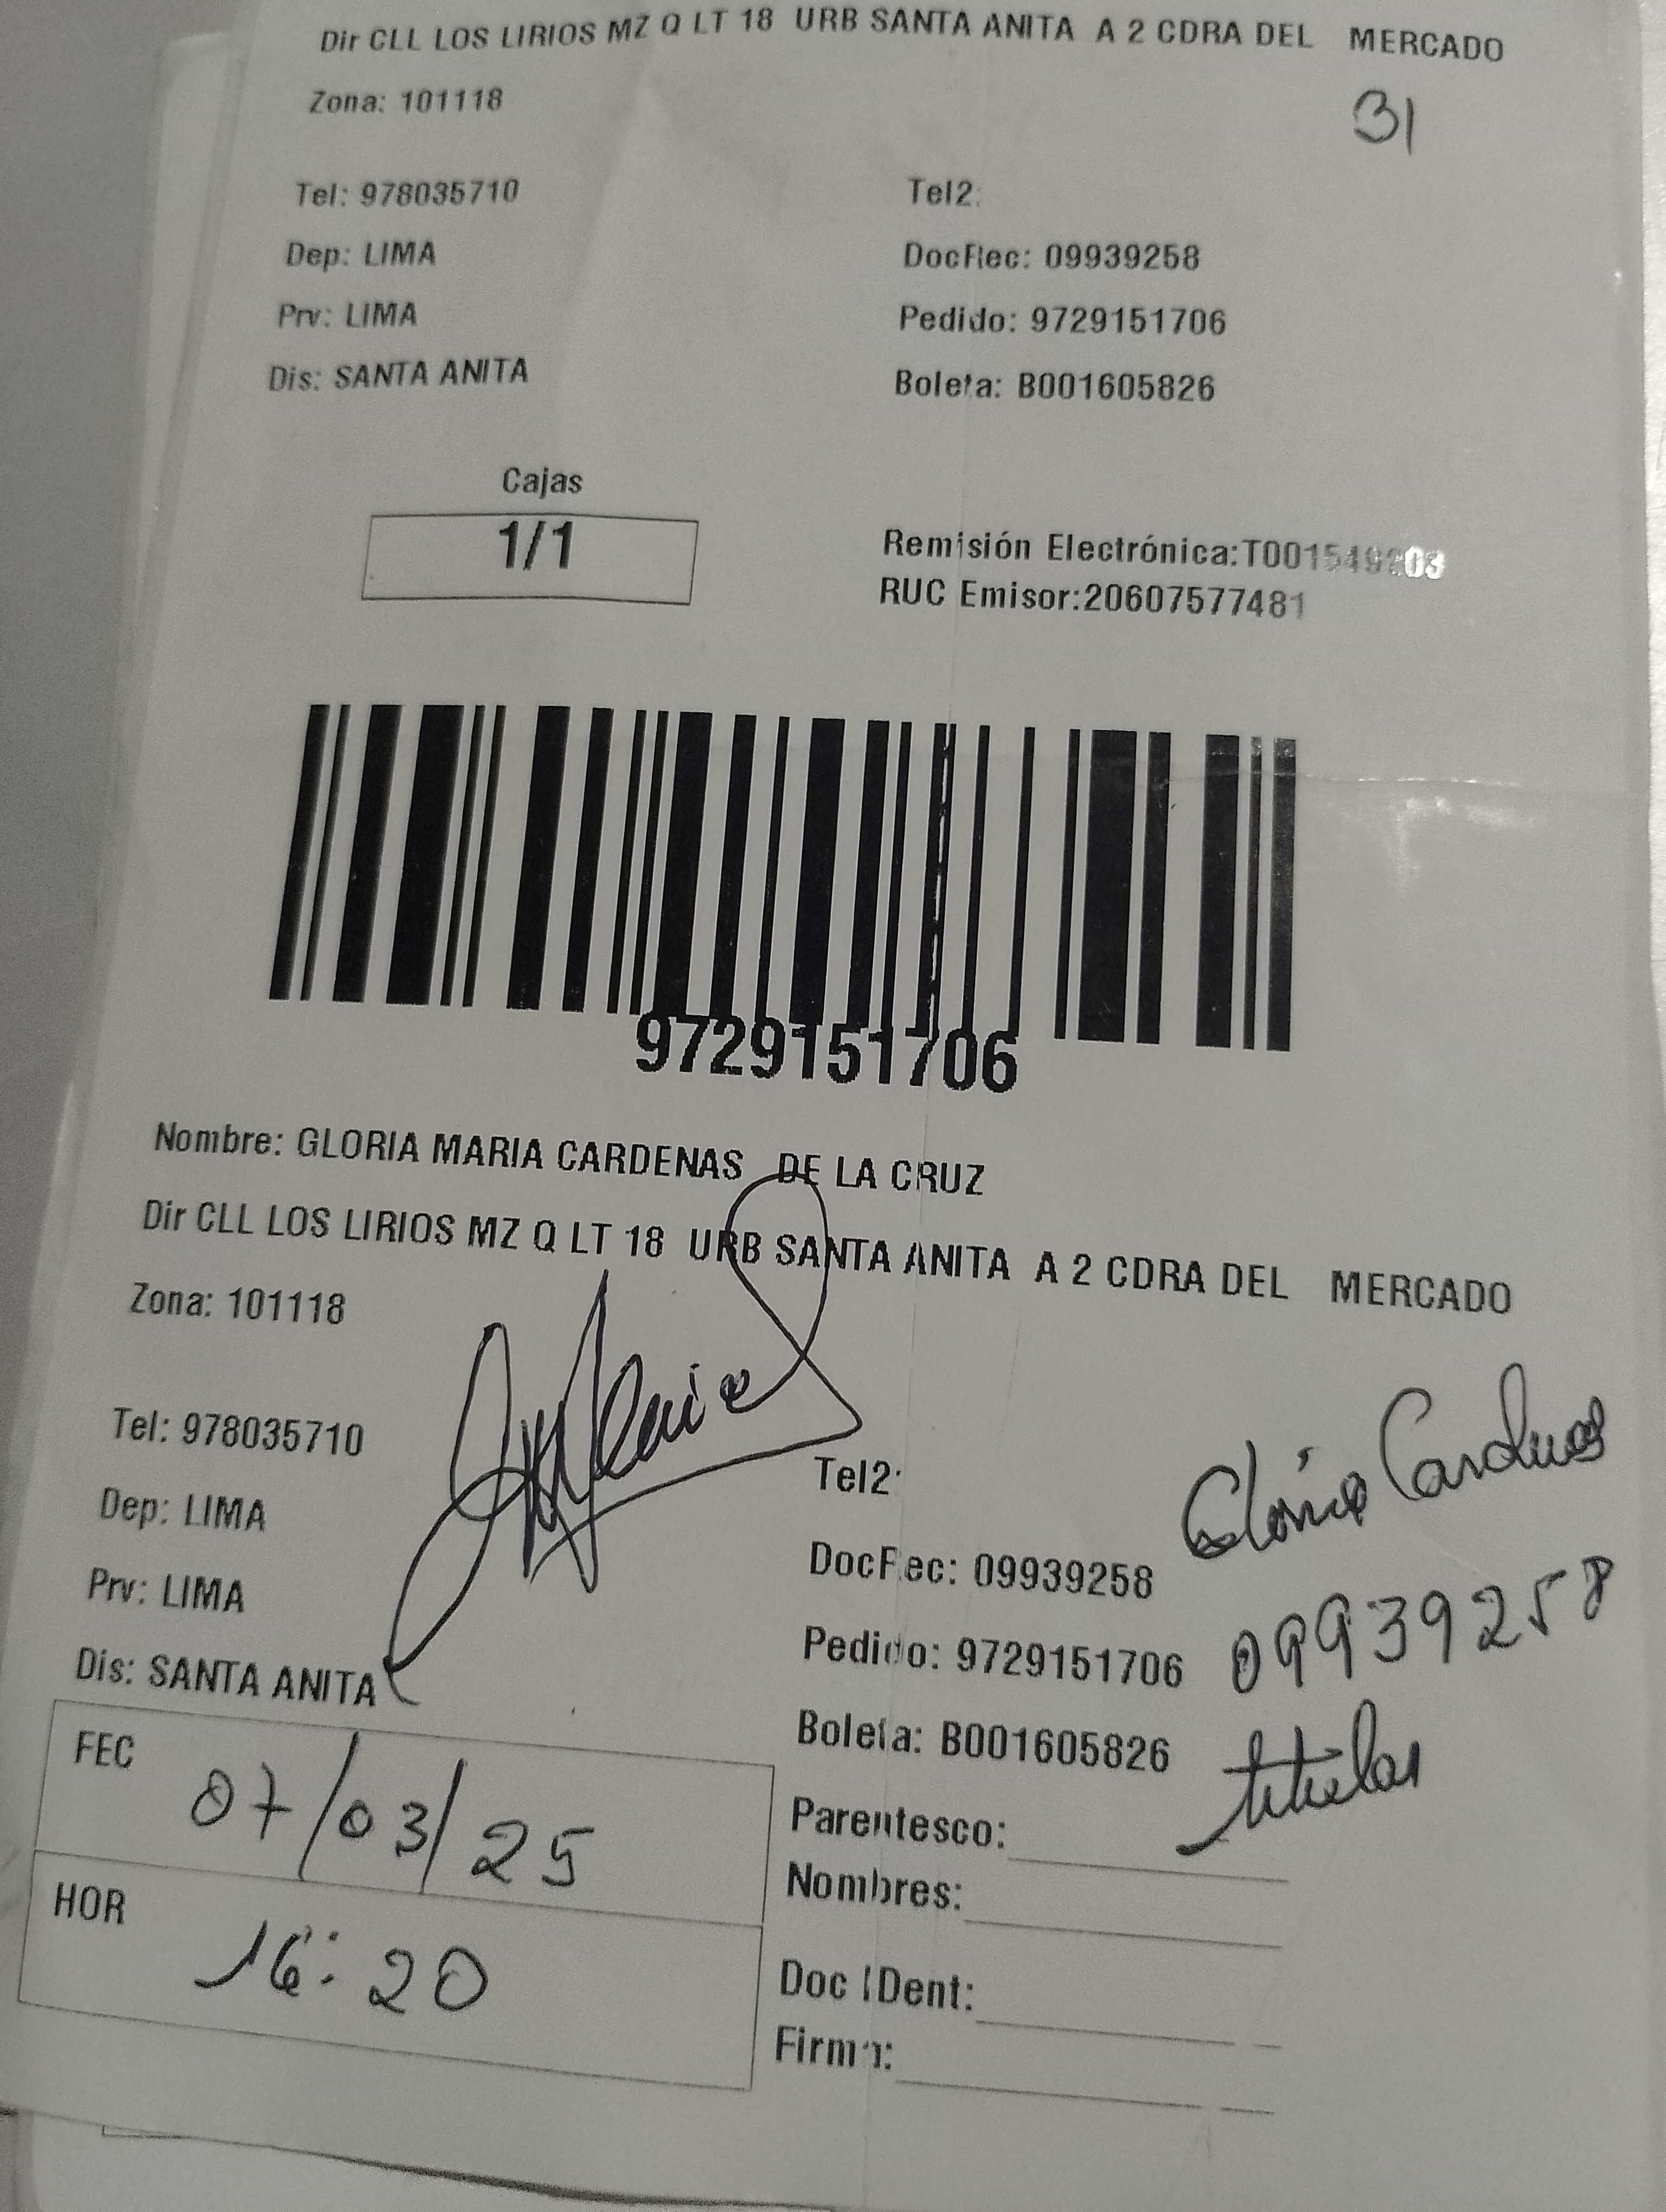 Dir CLL LOS LIRIOS MZ Q LT 18 URB SANTA ANITA A 2 CDRA DEL MERCADO
Zona: 101118
31
Tel: 978035710
Tel2:
Dep: LIMA
DocRec: 09939258
Prv: LIMA
Pedido: 9729151706
Dis: SANTA ANITA
Boleta: B001605826
Cajas
1/1
Remisión Electrónica:T001549203
RUC Emisor:20607577481
9729151706
Nombre: GLORIA MARIA CARDENAS DE LA CRUZ
Dir CLL LOS LIRIOS MZ Q LT 18 URB SANTA ANITA A 2 CDRA DEL MERCADO
Zona: 101118
Tel: 978035710
Tel2:
Gloria Cardenas
Dep: LIMA
DocRec: 09939258
09939258
Prv: LIMA
Pedido: 9729151706
Dis: SANTA ANITA
Boleta: B001605826
titular
FEC
07/03/25
Parentesco:
Nombres:
HOR
16:20
Doc IDent:
Firma: